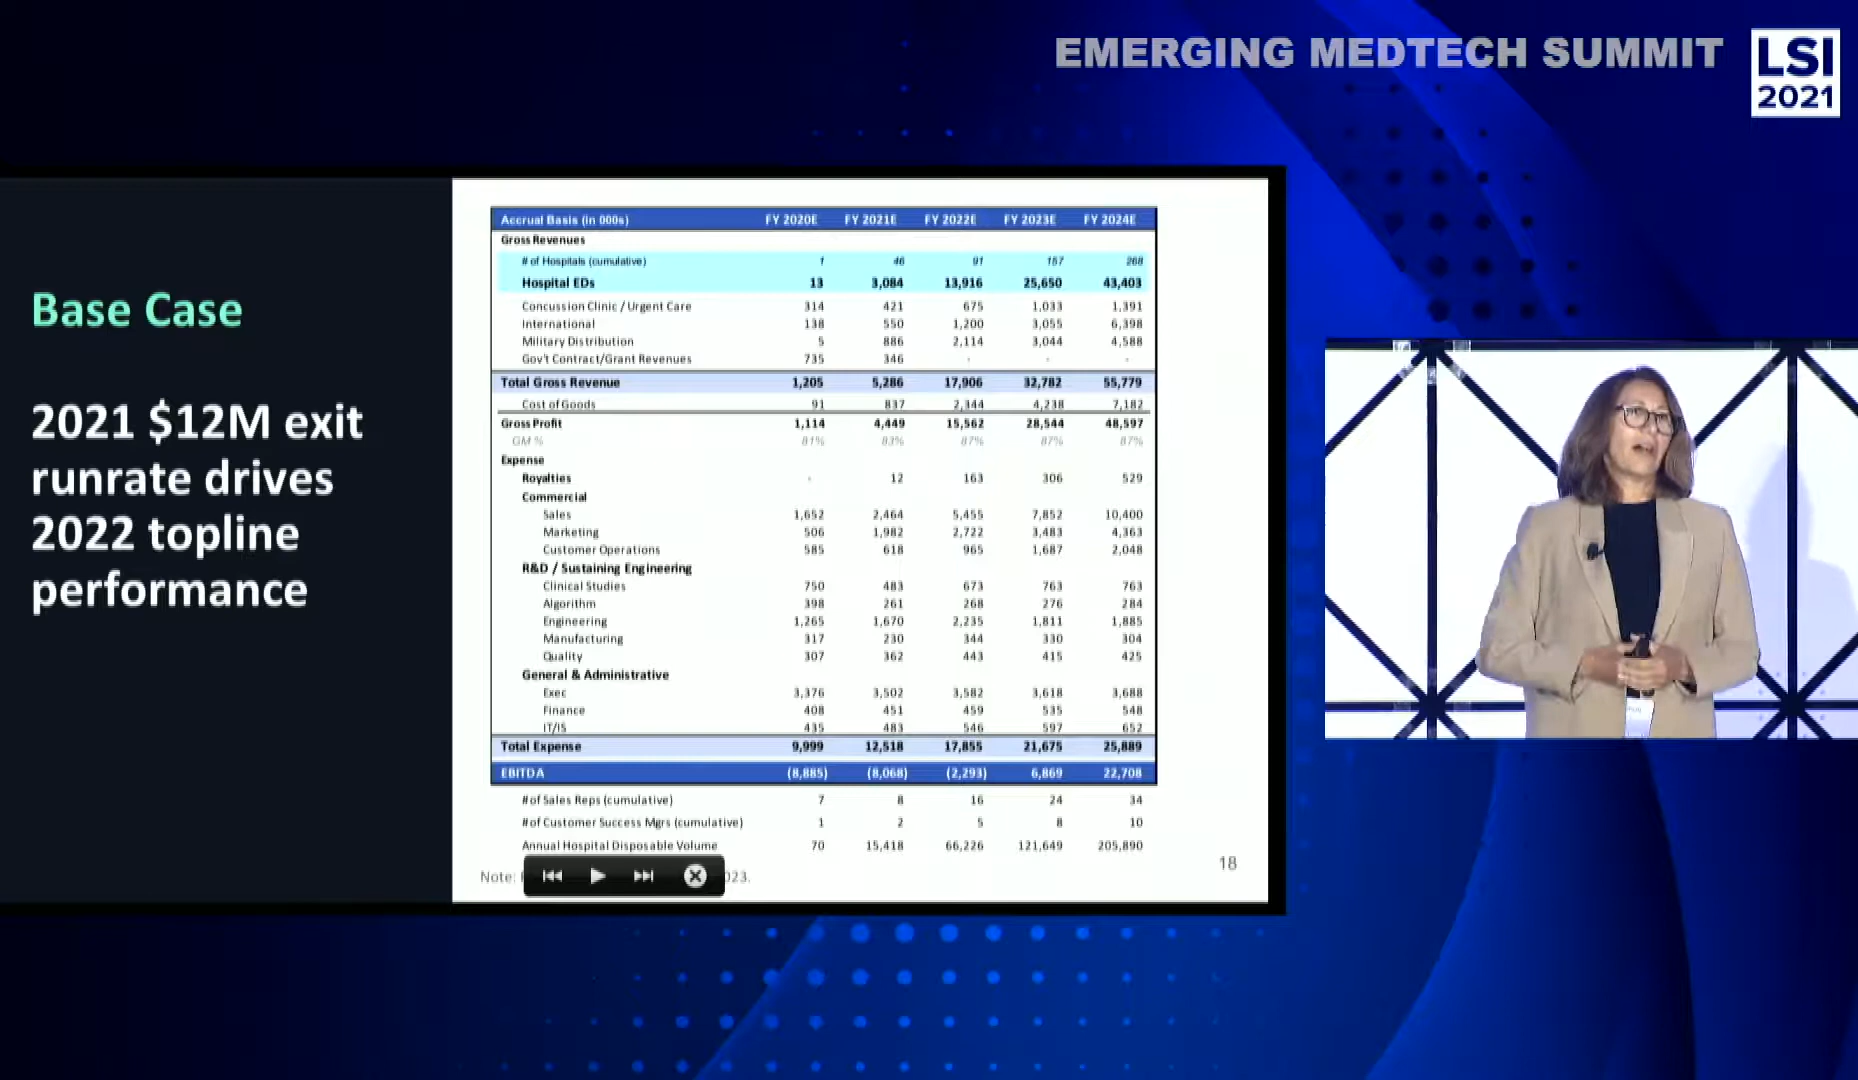 EMERGING MEDTECH SUMMIT
LSI
2021
Base Case
2021 $12M exit
runrate drives
2022 topline
performance
Accrual Basis (in 000s) FY 2020E FY 2021E FY 2022E FY 2023E FY 2024E
Gross Revenues
# of Hospitals (cumulative) 1 46 91 157 268
Hospital EDs 13 3,084 13,916 25,650 43,403
Concussion Clinic / Urgent Care 314 421 675 1,033 1,391
International 138 550 1,200 3,055 6,398
Military Distribution 5 886 2,114 3,044 4,588
Gov't Contract/Grant Revenues 735 346 - - -
Total Gross Revenue 1,205 5,286 17,906 32,782 55,779
Cost of Goods 91 837 2,344 4,238 7,182
Gross Profit 1,114 4,449 15,562 28,544 48,597
GM % 81% 83% 87% 87% 87%
Expense
Royalties - 12 163 306 529
Commercial
Sales 1,652 2,464 5,455 7,852 10,400
Marketing 506 1,982 2,722 3,483 4,363
Customer Operations 585 618 965 1,687 2,048
R&D / Sustaining Engineering
Clinical Studies 750 483 673 763 763
Algorithm 398 261 268 276 284
Engineering 1,265 1,670 2,235 1,811 1,885
Manufacturing 317 230 344 330 304
Quality 307 362 443 415 425
General & Administrative
Exec 3,376 3,502 3,582 3,618 3,688
Finance 408 451 459 535 548
IT/IS 435 483 546 597 652
Total Expense 9,999 12,518 17,855 21,675 25,889
EBITDA (8,885) (8,068) (2,293) 6,869 22,708
# of Sales Reps (cumulative) 7 8 16 24 34
# of Customer Success Mgrs (cumulative) 1 2 5 8 10
Annual Hospital Disposable Volume 70 15,418 66,226 121,649 205,890
Note: 023.
18